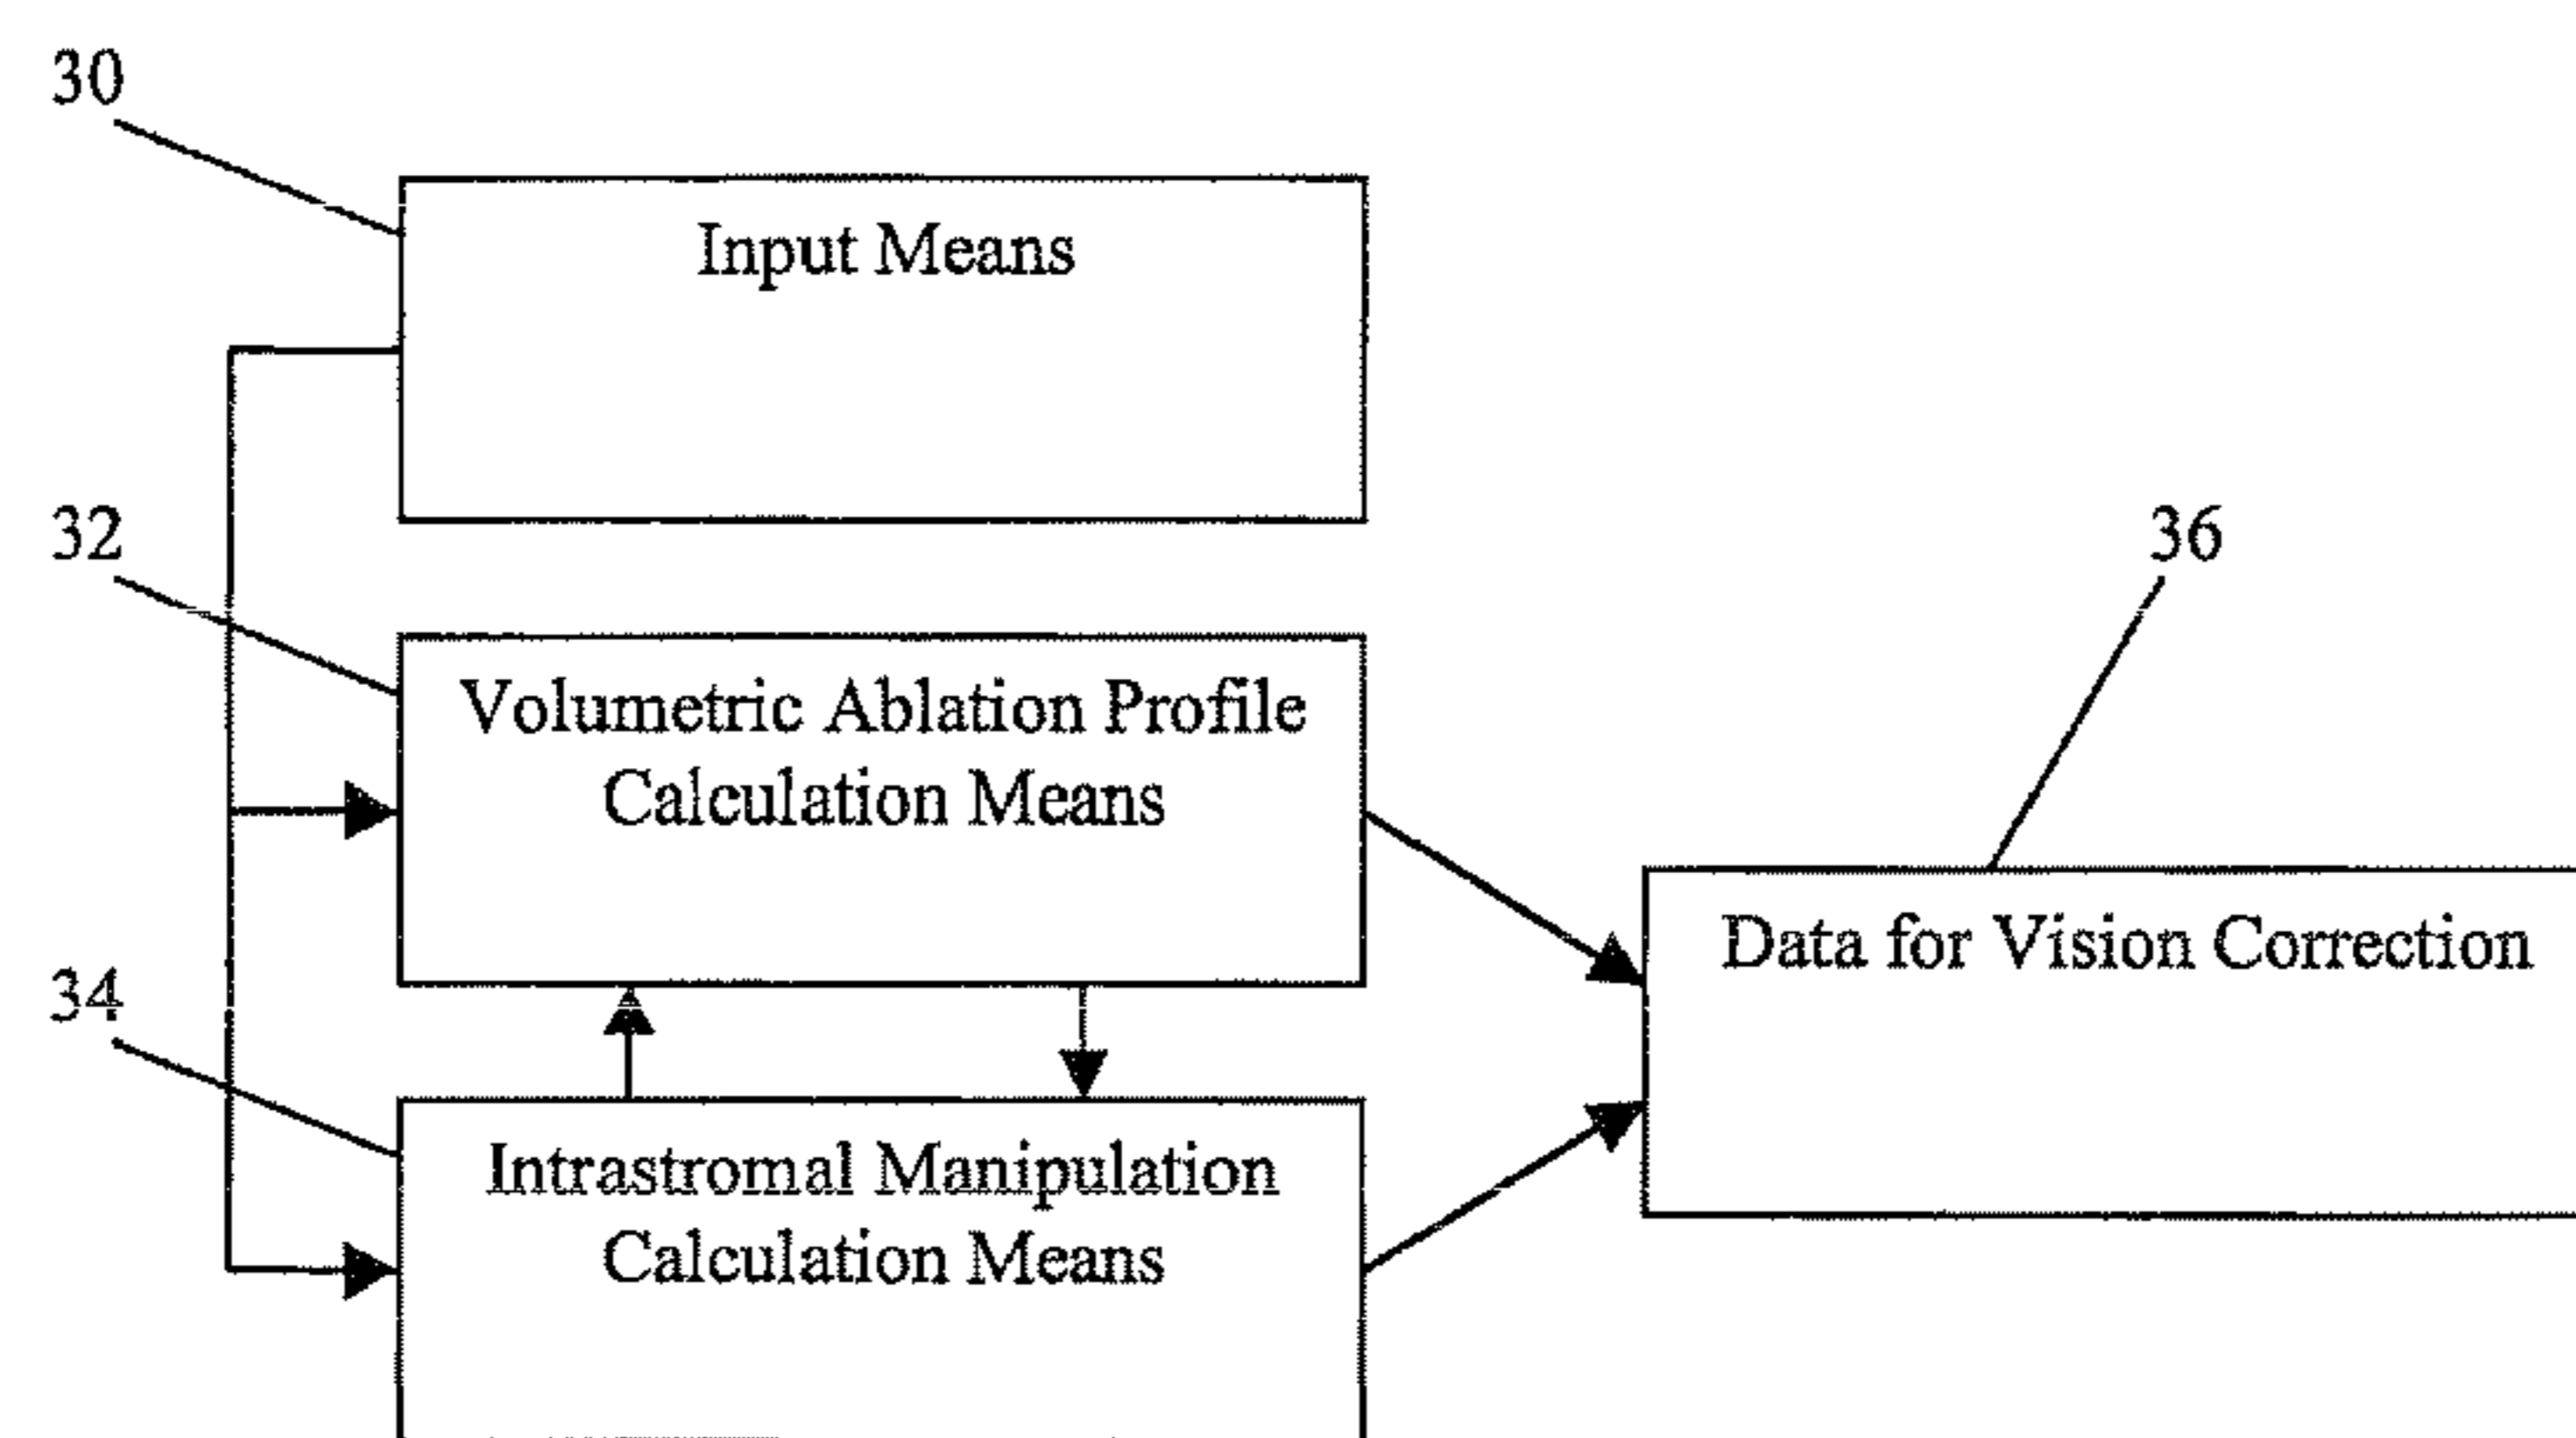 30
Input Means
32
Volumetric Ablation Profile
Calculation Means
36
Data for Vision Correction
34
Intrastromal Manipulation
Calculation Means